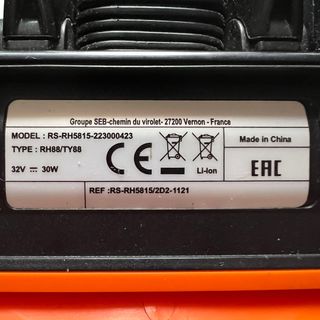 Groupe SEB-chemin du virolet- 27200 Vernon - France
MODEL : RS-RH5815-223000423
TYPE : RH88/TY88
32V ⎓ 30W
CE
Li-Ion
Made in China
EAC
REF :RS-RH5815/2D2-1121